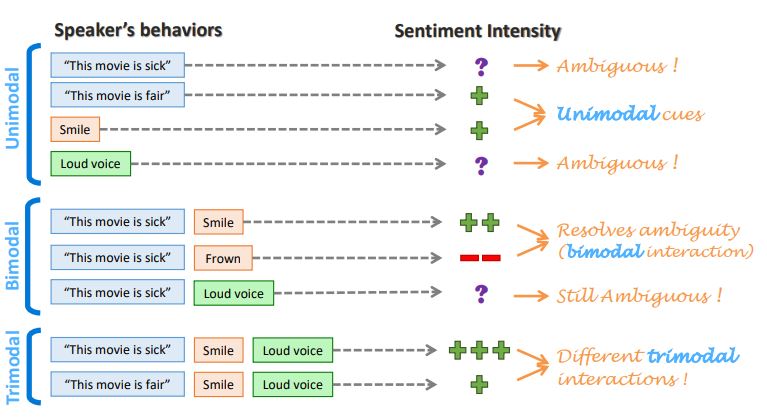 Speaker's behaviors
Sentiment Intensity
Unimodal
"This movie is sick"
?
Ambiguous !
"This movie is fair"
Unimodal cues
Smile
Loud voice
?
Ambiguous !
Bimodal
"This movie is sick"
Smile
Resolves ambiguity
(bimodal interaction)
"This movie is sick"
Frown
"This movie is sick"
Loud voice
?
Still Ambiguous !
Trimodal
"This movie is sick"
Smile
Loud voice
Different trimodal
interactions !
"This movie is fair"
Smile
Loud voice